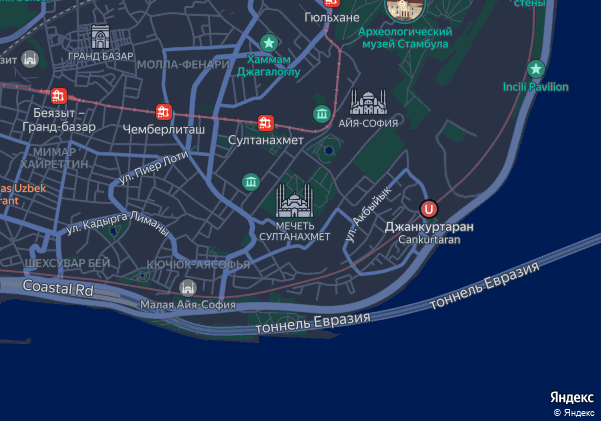 стены
Гюльхане
Археологический
музей Стамбула
ГРАНД БАЗАР
Хаммам
Джагалоглу
МОЛЛА-ФЕНАРИ
Incili Pavilion
Беязыт –
Гранд-базар
Чемберлиташ
Султанахмет
АЙЯ-СОФИЯ
МИМАР
ХАЙРЕТТИН
ул. Пиер Лоти
as Uzbek
rant
ул. Кадырга Лиманы
МЕЧЕТЬ
СУЛТАНАХМЕТ
ул. Акбыйык
U
Джанкуртаран
Cankurtaran
ШЕХСУВАР БЕЙ
КЮЧЮК-АЯСОФЬЯ
Coastal Rd
Малая Айя-София
тоннель Евразия
тоннель Евразия
Яндекс
© Яндекс